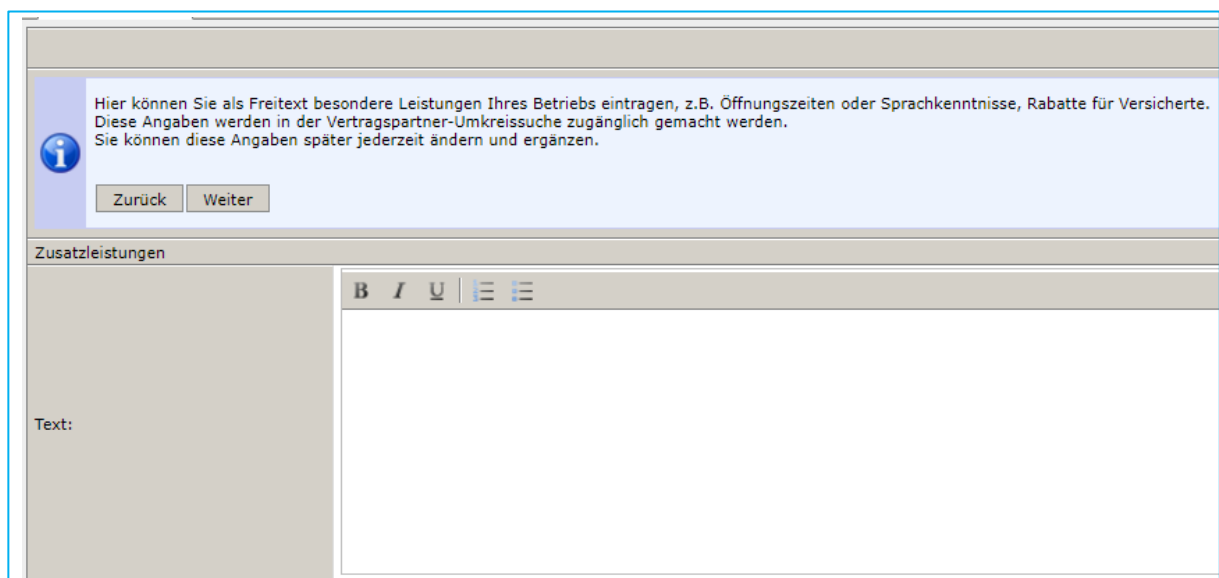 Hier können Sie als Freitext besondere Leistungen Ihres Betriebs eintragen, z.B. Öffnungszeiten oder Sprachkenntnisse, Rabatte für Versicherte.
Diese Angaben werden in der Vertragspartner-Umkreissuche zugänglich gemacht werden.
Sie können diese Angaben später jederzeit ändern und ergänzen.
Zurück Weiter
Zusatzleistungen
B I U
Text: